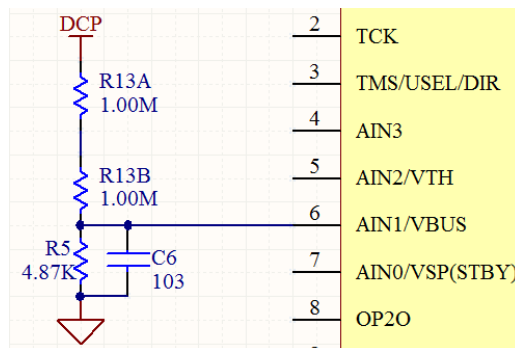 DCP
R13A
1.00M
R13B
1.00M
R5
4.87K
C6
103
2
TCK
3
TMS/USEL/DIR
4
AIN3
5
AIN2/VTH
6
AIN1/VBUS
7
AIN0/VSP(STBY)
8
OP2O